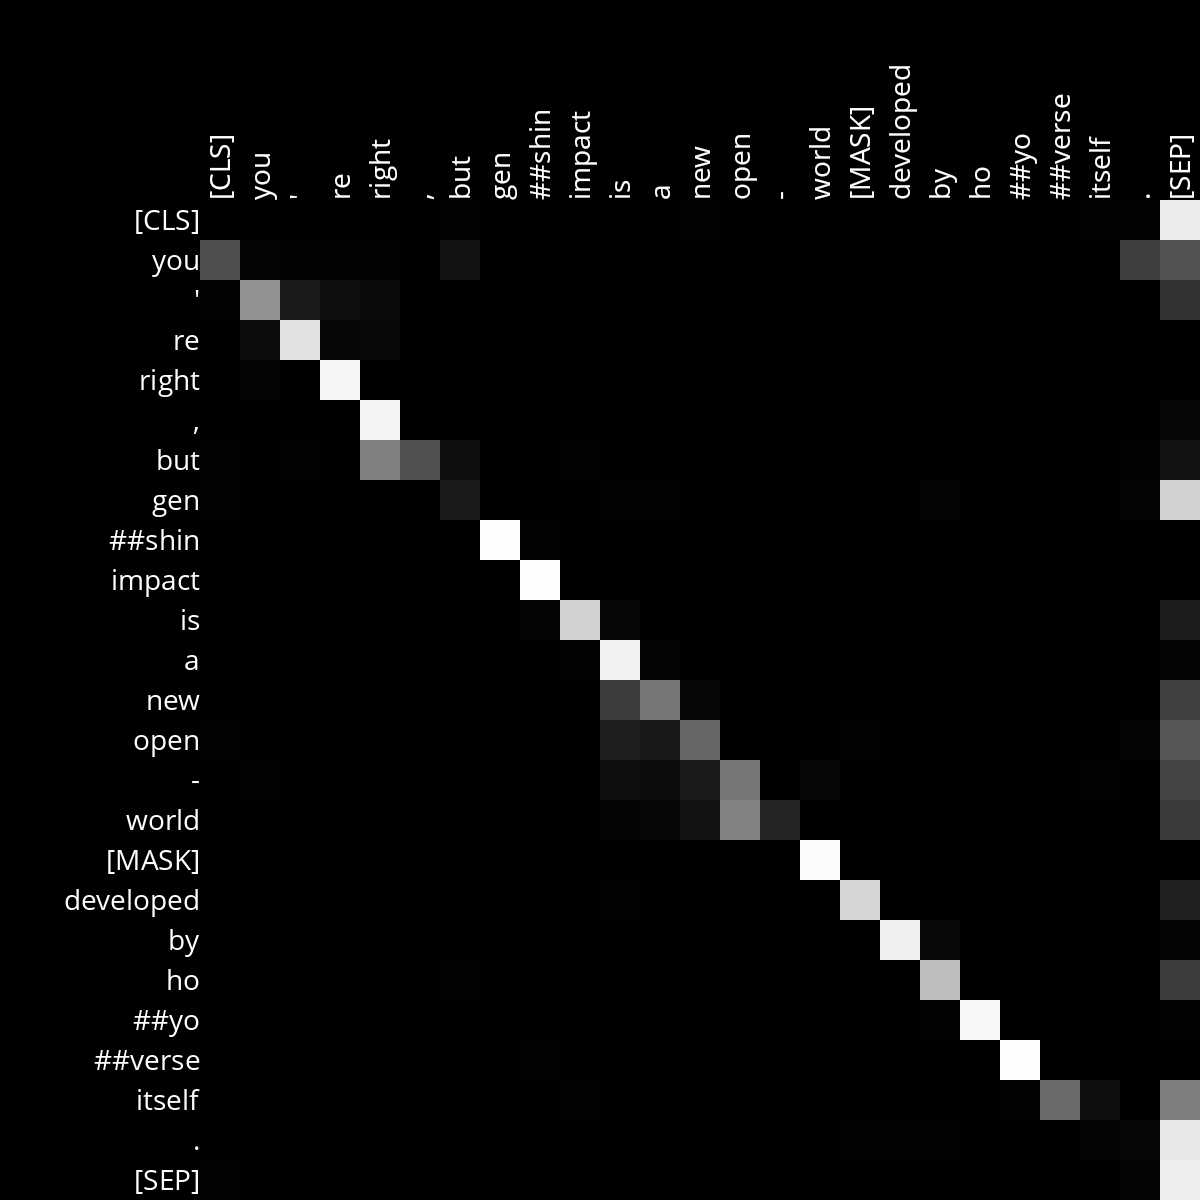 [CLS] you ' re right , but gen ##shin impact is a new open - world [MASK] developed by ho ##yo ##verse itself . [SEP]
[CLS]
you
'
re
right
,
but
gen
##shin
impact
is
a
new
open
-
world
[MASK]
developed
by
ho
##yo
##verse
itself
.
[SEP]